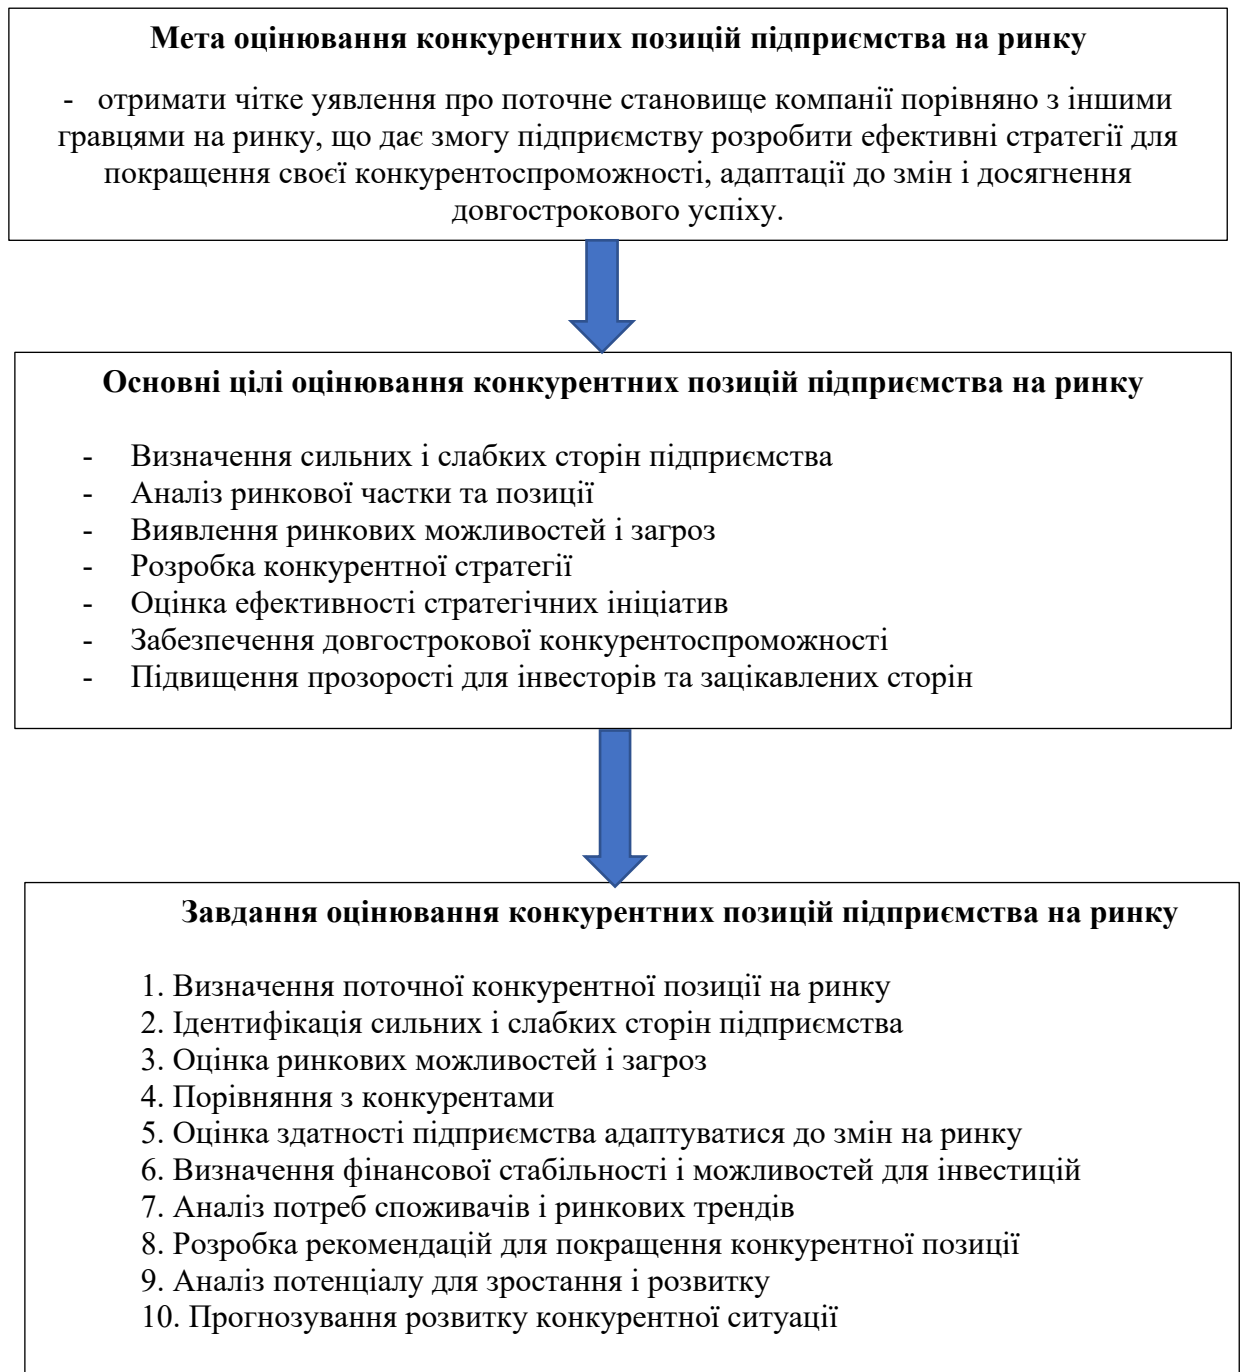 Мета оцінювання конкурентних позицій підприємства на ринку
- отримати чітке уявлення про поточне становище компанії порівняно з іншими
гравцями на ринку, що дає змогу підприємству розробити ефективні стратегії для
покращення своєї конкурентоспроможності, адаптації до змін і досягнення
довгострокового успіху.
Основні цілі оцінювання конкурентних позицій підприємства на ринку
- Визначення сильних і слабких сторін підприємства
- Аналіз ринкової частки та позиції
- Виявлення ринкових можливостей і загроз
- Розробка конкурентної стратегії
- Оцінка ефективності стратегічних ініціатив
- Забезпечення довгострокової конкурентоспроможності
- Підвищення прозорості для інвесторів та зацікавлених сторін
Завдання оцінювання конкурентних позицій підприємства на ринку
1. Визначення поточної конкурентної позиції на ринку
2. Ідентифікація сильних і слабких сторін підприємства
3. Оцінка ринкових можливостей і загроз
4. Порівняння з конкурентами
5. Оцінка здатності підприємства адаптуватися до змін на ринку
6. Визначення фінансової стабільності і можливостей для інвестицій
7. Аналіз потреб споживачів і ринкових трендів
8. Розробка рекомендацій для покращення конкурентної позиції
9. Аналіз потенціалу для зростання і розвитку
10. Прогнозування розвитку конкурентної ситуації